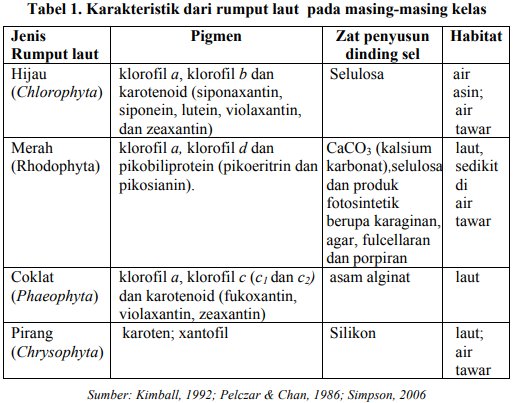 Tabel 1. Karakteristik dari rumput laut pada masing-masing kelas
Jenis Rumput laut
Pigmen
Zat penyusun dinding sel
Habitat
Hijau
(Chlorophyta)
klorofil a, klorofil b dan
karotenoid (siponaxantin,
siponein, lutein, violaxantin,
dan zeaxantin)
Selulosa
air
asin;
air
tawar
Merah
(Rhodophyta)
klorofil a, klorofil d dan
pikobiliprotein (pikoeritrin dan
pikosianin).
CaCO3 (kalsium
karbonat),selulosa
dan produk
fotosintetik
berupa karaginan,
agar, fulcellaran
dan porpiran
laut,
sedikit
di
air
tawar
Coklat
(Phaeophyta)
klorofil a, klorofil c (c1 dan c2)
dan karotenoid (fukoxantin,
violaxantin, zeaxantin)
asam alginat
laut
Pirang
(Chrysophyta)
karoten; xantofil
Silikon
laut;
air
tawar
Sumber: Kimball, 1992; Pelczar & Chan, 1986; Simpson, 2006